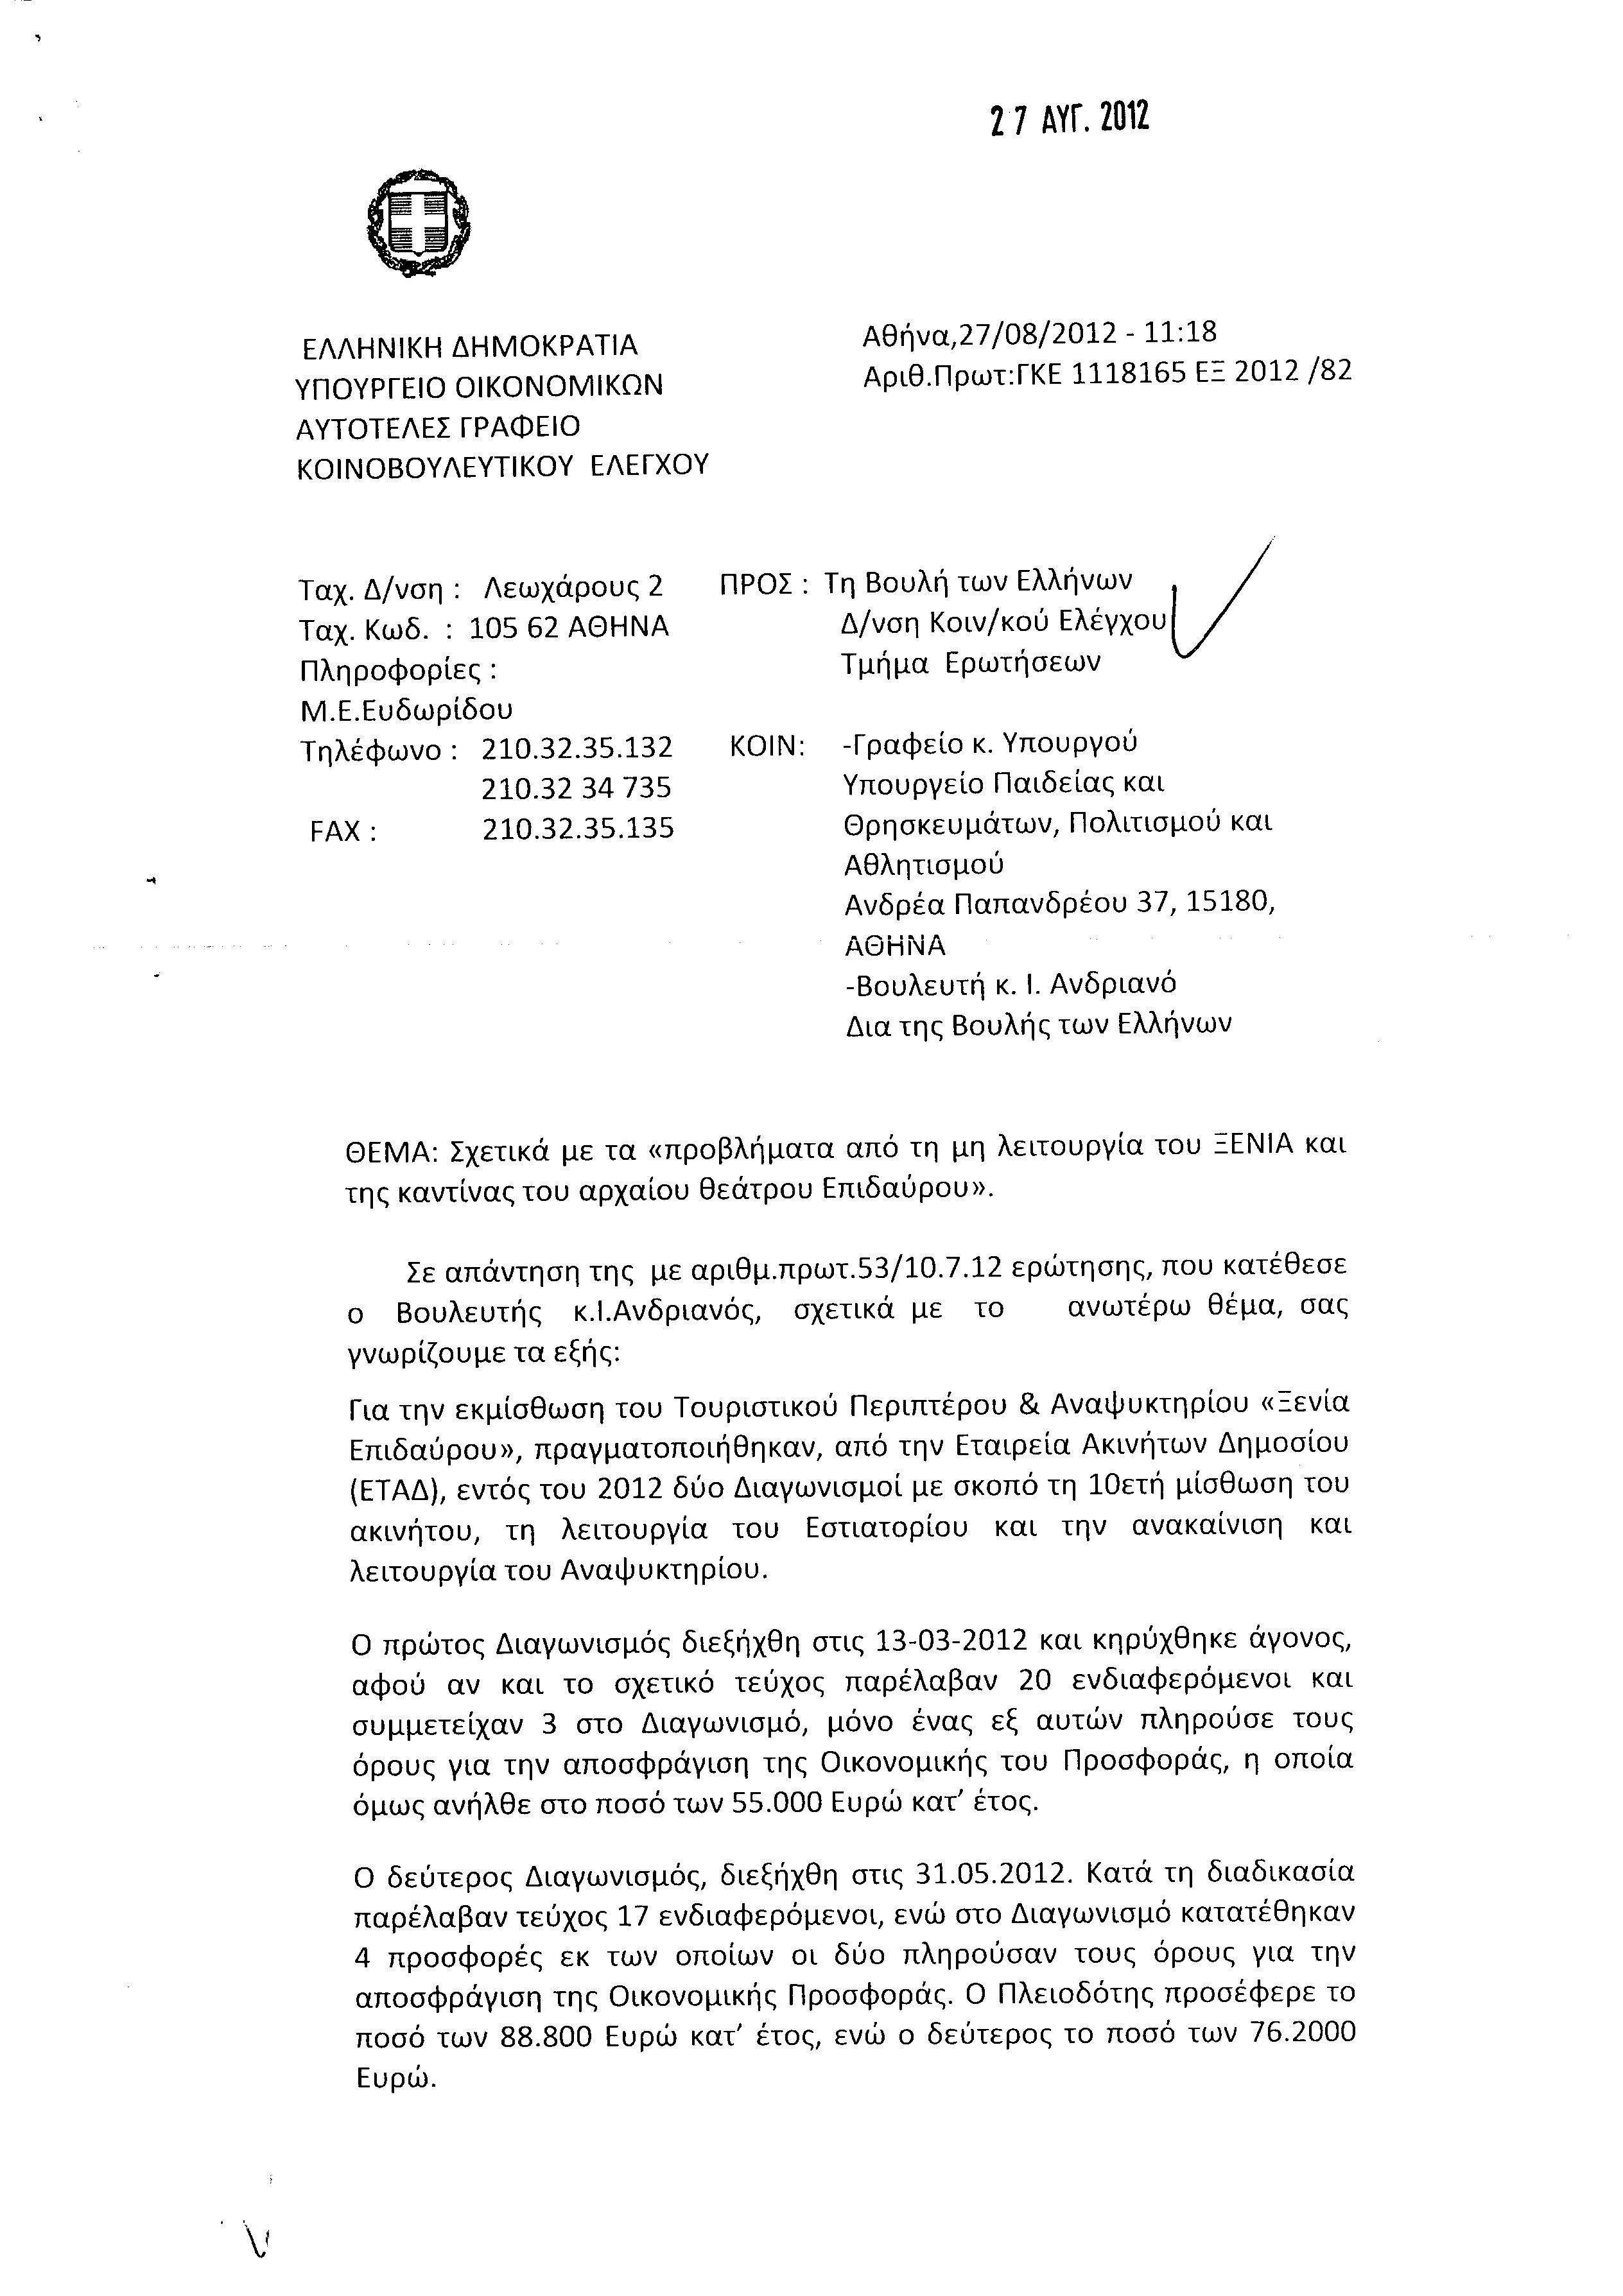 27 ΑΥΓ. 2012
ΕΛΛΗΝΙΚΗ ΔΗΜΟΚΡΑΤΙΑ
ΥΠΟΥΡΓΕΙΟ ΟΙΚΟΝΟΜΙΚΩΝ
ΑΥΤΟΤΕΛΕΣ ΓΡΑΦΕΙΟ
ΚΟΙΝΟΒΟΥΛΕΥΤΙΚΟΥ ΕΛΕΓΧΟΥ
Αθήνα,27/08/2012 - 11:18
Αριθ.Πρωτ:ΓΚΕ 1118165 ΕΞ 2012 /82
Ταχ. Δ/νση : Λεωχάρους 2
Ταχ. Κωδ. : 105 62 ΑΘΗΝΑ
Πληροφορίες :
Μ.Ε.Ευδωρίδου
Τηλέφωνο : 210.32.35.132
210.32 34 735
FAX : 210.32.35.135
ΠΡΟΣ : Τη Βουλή των Ελλήνων
Δ/νση Κοιν/κού Ελέγχου
Τμήμα Ερωτήσεων
ΚΟΙΝ: -Γραφείο κ. Υπουργού
Υπουργείο Παιδείας και
Θρησκευμάτων, Πολιτισμού και
Αθλητισμού
Ανδρέα Παπανδρέου 37, 15180,
ΑΘΗΝΑ
-Βουλευτή κ. Ι. Ανδριανό
Δια της Βουλής των Ελλήνων
ΘΕΜΑ: Σχετικά με τα «προβλήματα από τη μη λειτουργία του ΞΕΝΙΑ και
της καντίνας του αρχαίου θεάτρου Επιδαύρου».
Σε απάντηση της με αριθμ.πρωτ.53/10.7.12 ερώτησης, που κατέθεσε
ο Βουλευτής κ.Ι.Ανδριανός, σχετικά με το ανωτέρω θέμα, σας
γνωρίζουμε τα εξής:
Για την εκμίσθωση του Τουριστικού Περιπτέρου & Αναψυκτηρίου «Ξενία
Επιδαύρου», πραγματοποιήθηκαν, από την Εταιρεία Ακινήτων Δημοσίου
(ΕΤΑΔ), εντός του 2012 δύο Διαγωνισμοί με σκοπό τη 10ετή μίσθωση του
ακινήτου, τη λειτουργία του Εστιατορίου και την ανακαίνιση και
λειτουργία του Αναψυκτηρίου.
Ο πρώτος Διαγωνισμός διεξήχθη στις 13-03-2012 και κηρύχθηκε άγονος,
αφού αν και το σχετικό τεύχος παρέλαβαν 20 ενδιαφερόμενοι και
συμμετείχαν 3 στο Διαγωνισμό, μόνο ένας εξ αυτών πληρούσε τους
όρους για την αποσφράγιση της Οικονομικής του Προσφοράς, η οποία
όμως ανήλθε στο ποσό των 55.000 Ευρώ κατ’ έτος.
Ο δεύτερος Διαγωνισμός, διεξήχθη στις 31.05.2012. Κατά τη διαδικασία
παρέλαβαν τεύχος 17 ενδιαφερόμενοι, ενώ στο Διαγωνισμό κατατέθηκαν
4 προσφορές εκ των οποίων οι δύο πληρούσαν τους όρους για την
αποσφράγιση της Οικονομικής Προσφοράς. Ο Πλειοδότης προσέφερε το
ποσό των 88.800 Ευρώ κατ’ έτος, ενώ ο δεύτερος το ποσό των 76.2000
Ευρώ.